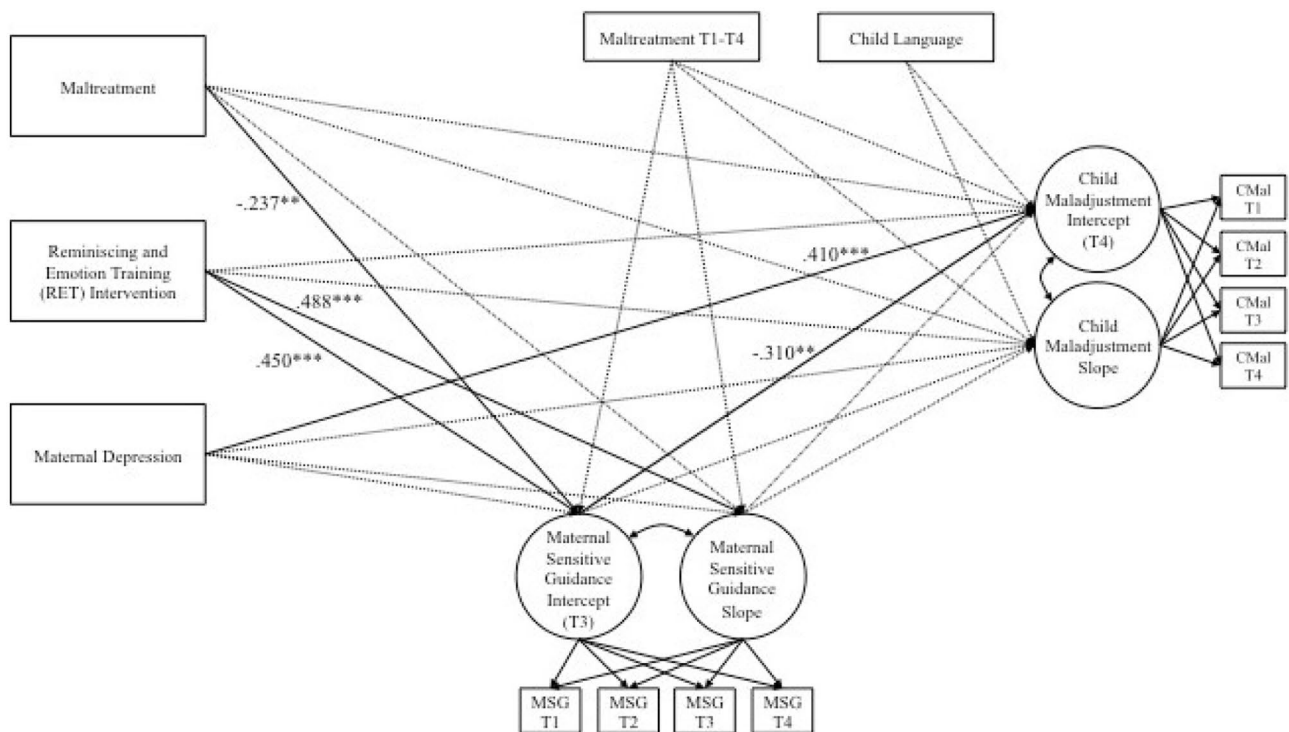 Maltreatment T1-T4
Child Language
Maltreatment
Child
Maladjustment
Intercept
(T4)
CMal
T1
CMal
T2
CMal
T3
CMal
T4
-.237**
Reminiscing and
Emotion Training
(RET) Intervention
.410***
.488***
.450***
-.310**
Child
Maladjustment
Slope
Maternal Depression
Maternal
Sensitive
Guidance
Intercept
(T3)
Maternal
Sensitive
Guidance
Slope
MSG
T1
MSG
T2
MSG
T3
MSG
T4